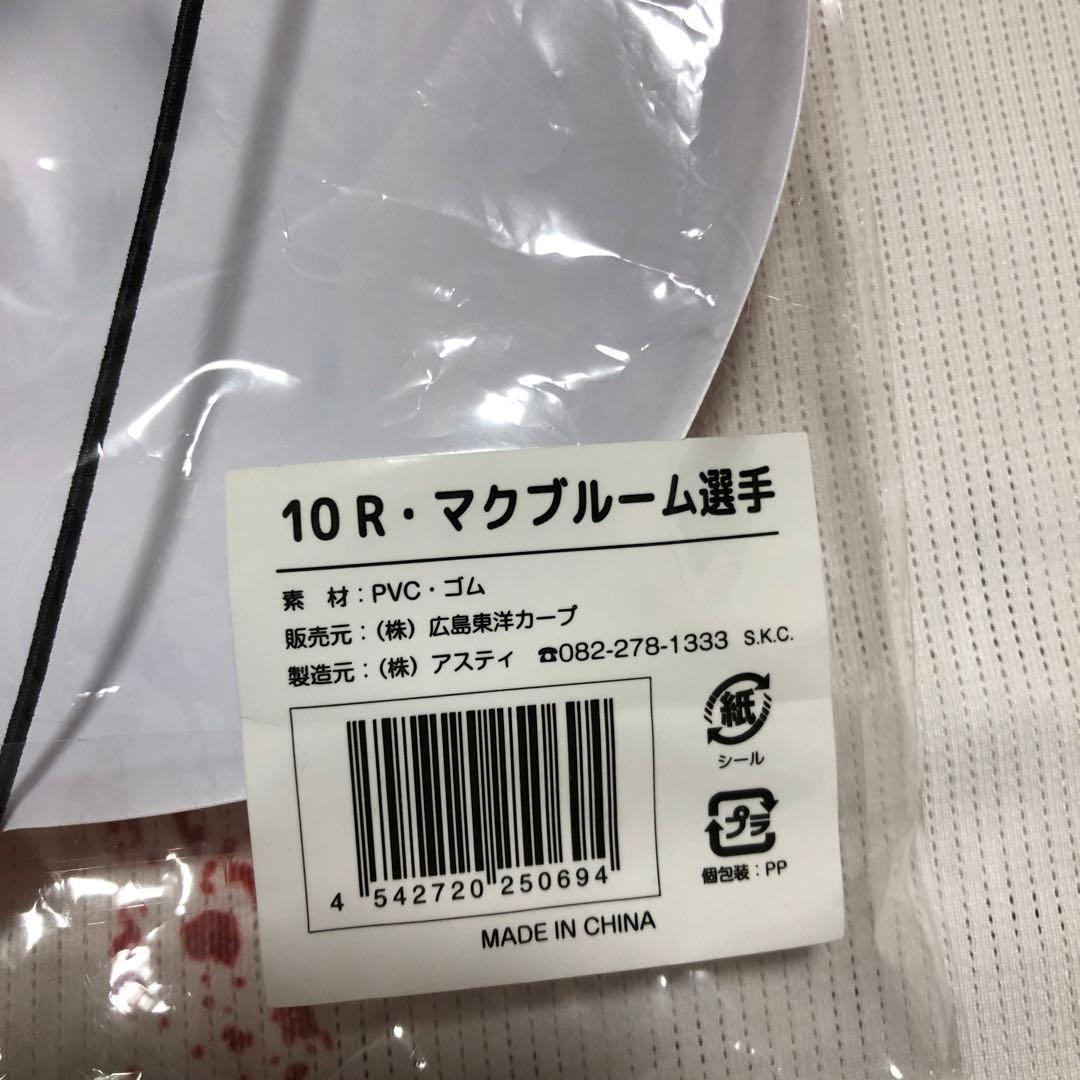 10 R・マクブルーム選手
素　材：PVC・ゴム
販売元：（株）広島東洋カープ
製造元：（株）アスティ ☎082-278-1333 S.K.C.
紙
シール
プラ
個包装：PP
4 542720 250694
MADE IN CHINA